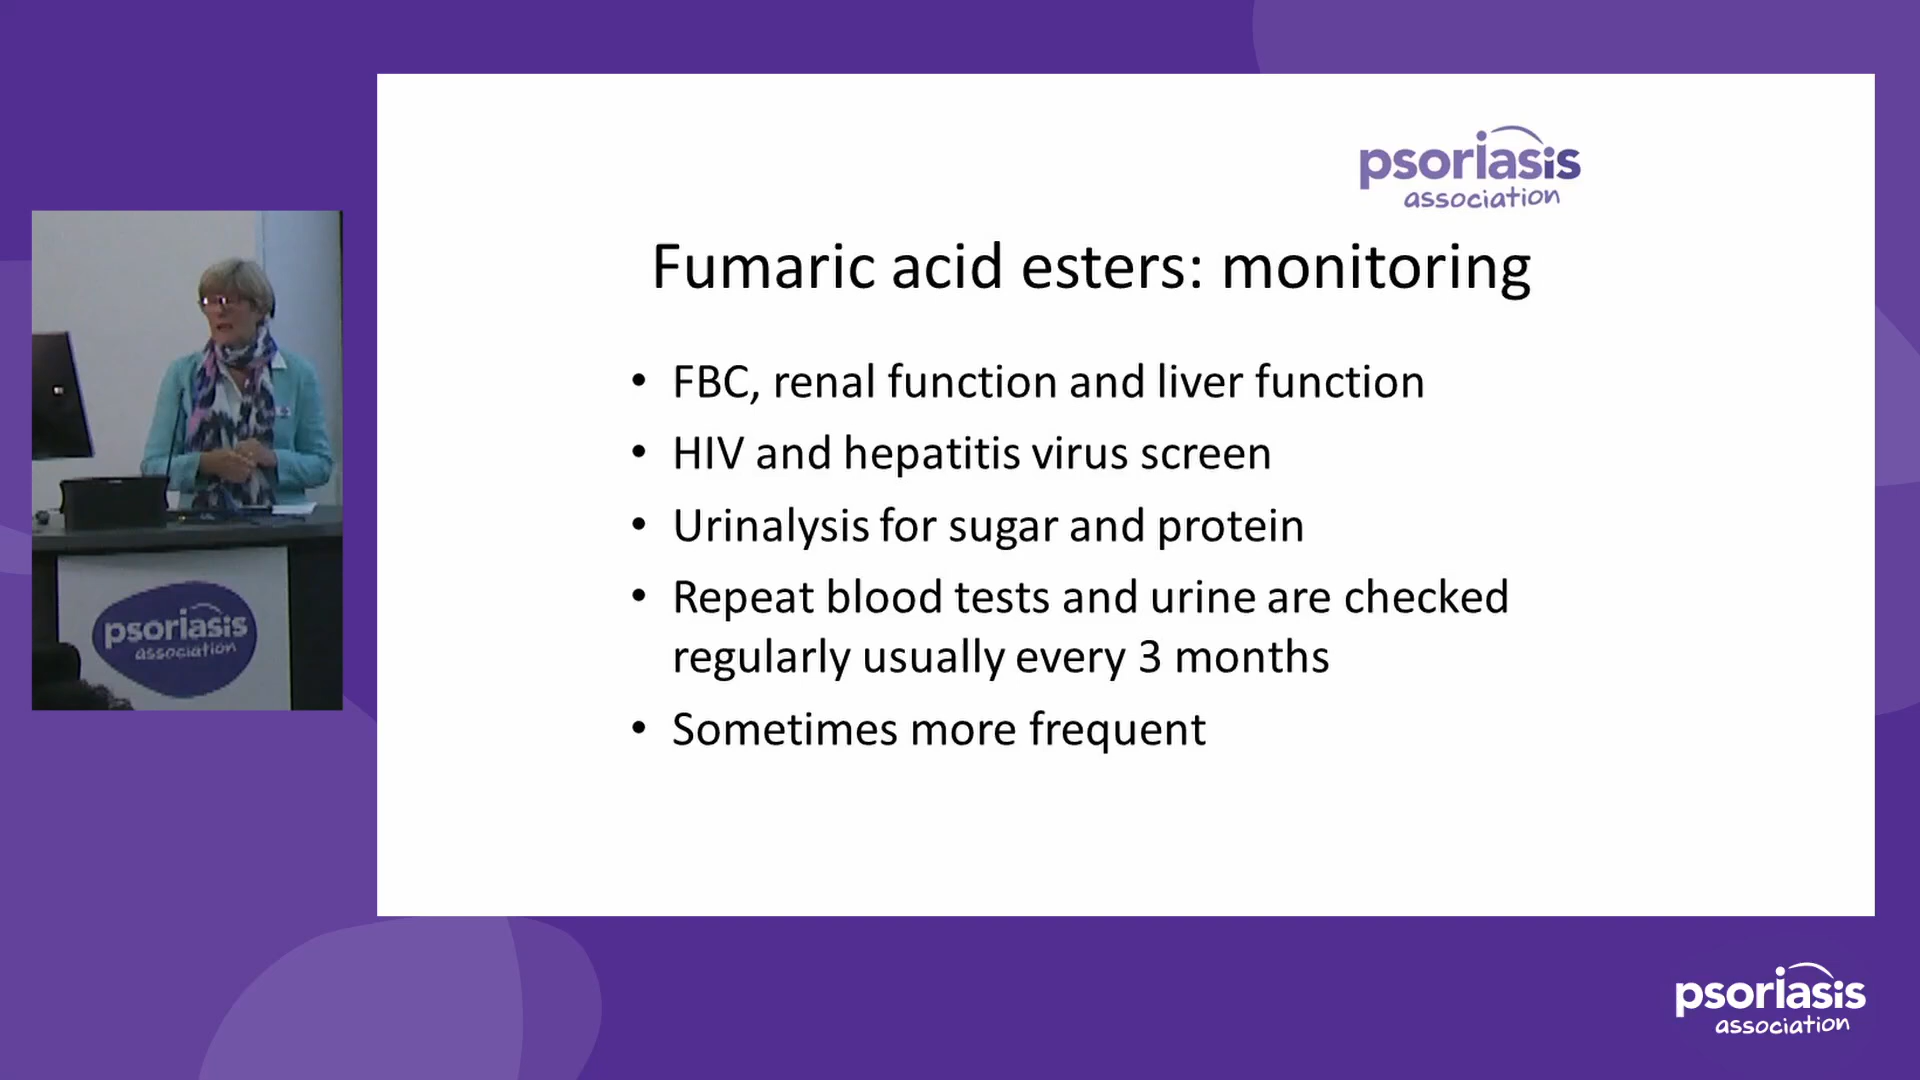 psoriasis
association
Fumaric acid esters: monitoring
• FBC, renal function and liver function
• HIV and hepatitis virus screen
• Urinalysis for sugar and protein
• Repeat blood tests and urine are checked
regularly usually every 3 months
• Sometimes more frequent
psoriasis
association
psoriasis
association